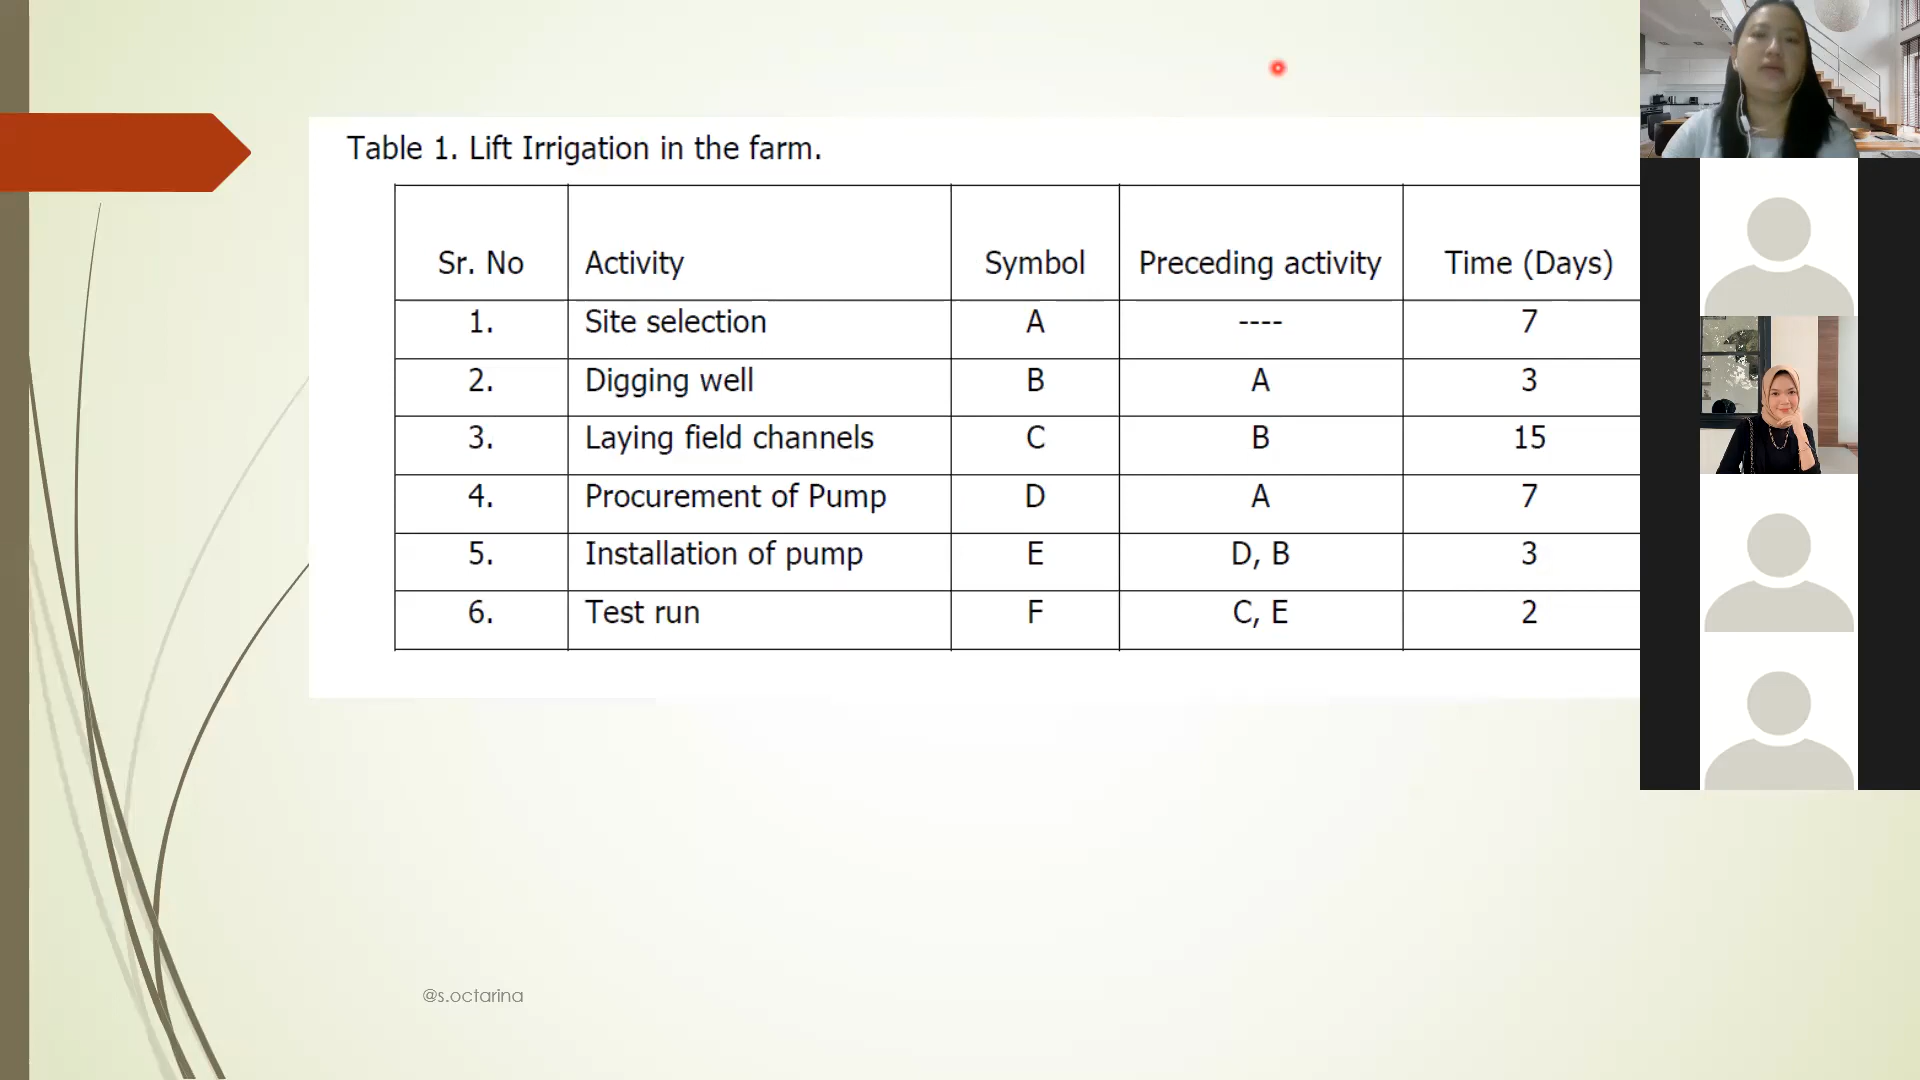 Table 1. Lift Irrigation in the farm.
Sr. No Activity Symbol Preceding activity Time (Days)
1. Site selection A ---- 7
2. Digging well B A 3
3. Laying field channels C B 15
4. Procurement of Pump D A 7
5. Installation of pump E D, B 3
6. Test run F C, E 2
@s.octarina